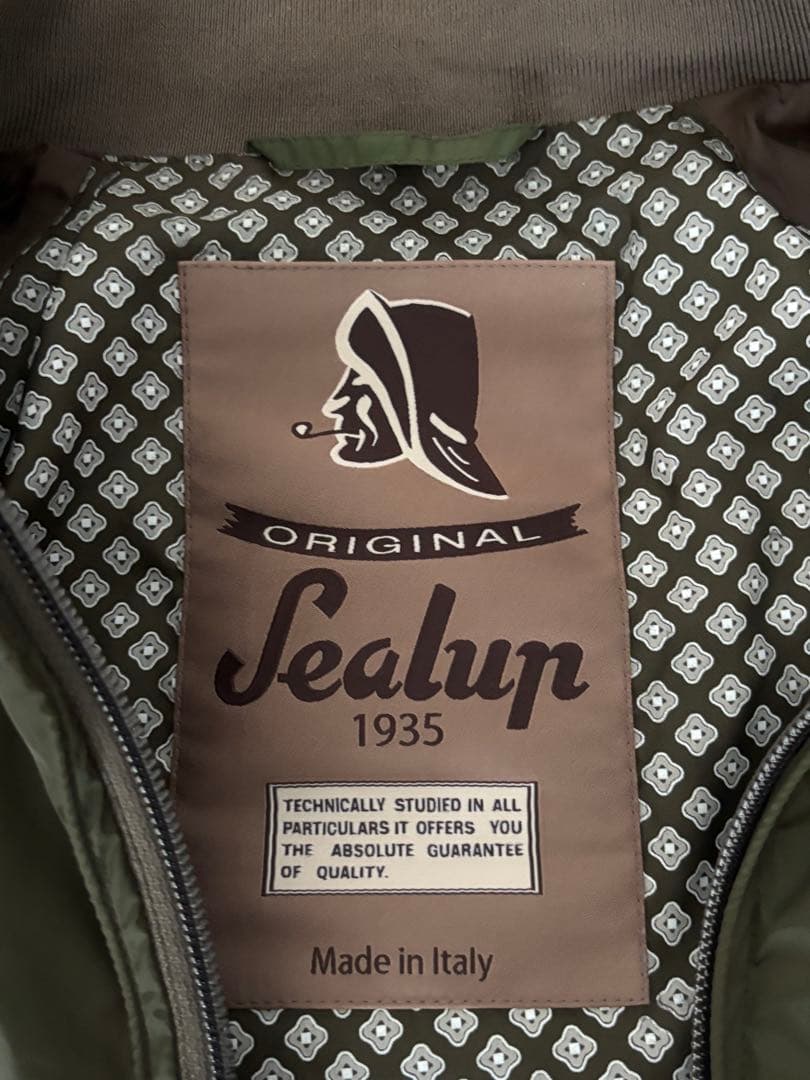 ORIGINAL
Sealup
1935
TECHNICALLY STUDIED IN ALL
PARTICULARS IT OFFERS YOU
THE ABSOLUTE GUARANTEE
OF QUALITY.
Made in Italy